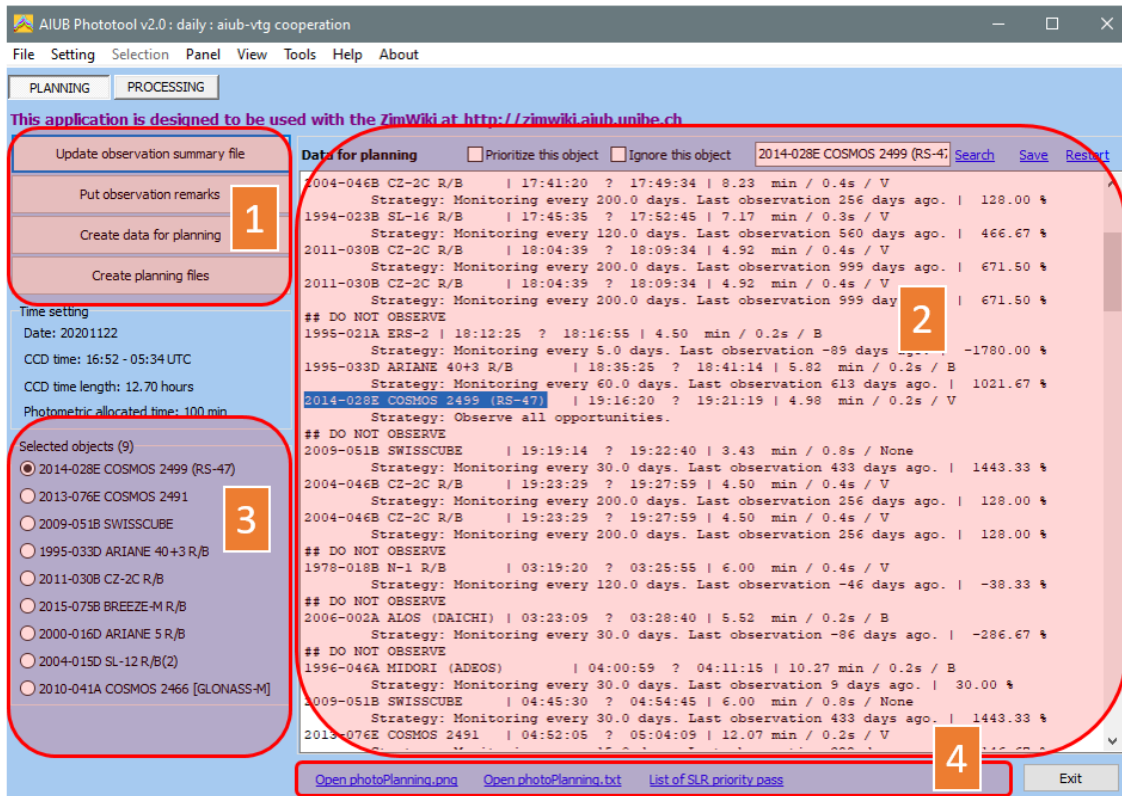 AIUB Phototool v2.0 : daily : aiub-vtg cooperation
File Setting Selection Panel View Tools Help About
PLANNING PROCESSING
This application is designed to be used with the ZimWiki at http://zimwiki.aiub.unibe.ch
Update observation summary file
Put observation remarks
Create data for planning
Create planning files
1
Time setting
Date: 20201122
CCD time: 16:52 - 05:34 UTC
CCD time length: 12.70 hours
Photometric allocated time: 100 min
Selected objects (9)
2014-028E COSMOS 2499 (RS-47)
2013-076E COSMOS 2491
2009-051B SWISSCUBE
1995-033D ARIANE 40+3 R/B
2011-030B CZ-2C R/B
2015-075B BREEZE-M R/B
2000-016D ARIANE 5 R/B
2004-015D SL-12 R/B(2)
2010-041A COSMOS 2466 [GLONASS-M]
3
Data for planning Prioritize this object Ignore this object 2014-028E COSMOS 2499 (RS-47 Search Save Restart
2004-046B CZ-2C R/B | 17:41:20 ? 17:49:34 | 8.23 min / 0.4s / V
Strategy: Monitoring every 200.0 days. Last observation 256 days ago. | 128.00 %
1994-023B SL-16 R/B | 17:45:35 ? 17:52:45 | 7.17 min / 0.3s / V
Strategy: Monitoring every 120.0 days. Last observation 560 days ago. | 466.67 %
2011-030B CZ-2C R/B | 18:04:39 ? 18:09:34 | 4.92 min / 0.4s / V
Strategy: Monitoring every 200.0 days. Last observation 999 days ago. | 671.50 %
2011-030B CZ-2C R/B | 18:04:39 ? 18:09:34 | 4.92 min / 0.4s / V
Strategy: Monitoring every 200.0 days. Last observation 999 day | 671.50 %
## DO NOT OBSERVE
1995-021A ERS-2 | 18:12:25 ? 18:16:55 | 4.50 min / 0.2s / B
Strategy: Monitoring every 5.0 days. Last observation -89 days ago. | -1780.00 %
1995-033D ARIANE 40+3 R/B | 18:35:25 ? 18:41:14 | 5.82 min / 0.2s / B
Strategy: Monitoring every 60.0 days. Last observation 613 days ago. | 1021.67 %
2014-028E COSMOS 2499 (RS-47) | 19:16:20 ? 19:21:19 | 4.98 min / 0.2s / V
Strategy: Observe all opportunities.
## DO NOT OBSERVE
2009-051B SWISSCUBE | 19:19:14 ? 19:22:40 | 3.43 min / 0.8s / None
Strategy: Monitoring every 30.0 days. Last observation 433 days ago. | 1443.33 %
2004-046B CZ-2C R/B | 19:23:29 ? 19:27:59 | 4.50 min / 0.4s / V
Strategy: Monitoring every 200.0 days. Last observation 256 days ago. | 128.00 %
2004-046B CZ-2C R/B | 19:23:29 ? 19:27:59 | 4.50 min / 0.4s / V
Strategy: Monitoring every 200.0 days. Last observation 256 days ago. | 128.00 %
## DO NOT OBSERVE
1978-018B N-1 R/B | 03:19:20 ? 03:25:55 | 6.00 min / 0.4s / V
Strategy: Monitoring every 120.0 days. Last observation -46 days ago. | -38.33 %
## DO NOT OBSERVE
2006-002A ALOS (DAICHI) | 03:23:09 ? 03:28:40 | 5.52 min / 0.2s / B
Strategy: Monitoring every 30.0 days. Last observation -86 days ago. | -286.67 %
## DO NOT OBSERVE
1996-046A MIDORI (ADEOS) | 04:00:59 ? 04:11:15 | 10.27 min / 0.2s / B
Strategy: Monitoring every 30.0 days. Last observation 9 days ago. | 30.00 %
2009-051B SWISSCUBE | 04:45:30 ? 04:54:45 | 6.00 min / 0.8s / None
Strategy: Monitoring every 30.0 days. Last observation 433 days ago. | 1443.33 %
2013-076E COSMOS 2491 | 04:52:05 ? 05:04:09 | 12.07 min / 0.2s / V
2
Open photoPlanning.png Open photoPlanning.txt List of SLR priority pass
4
Exit